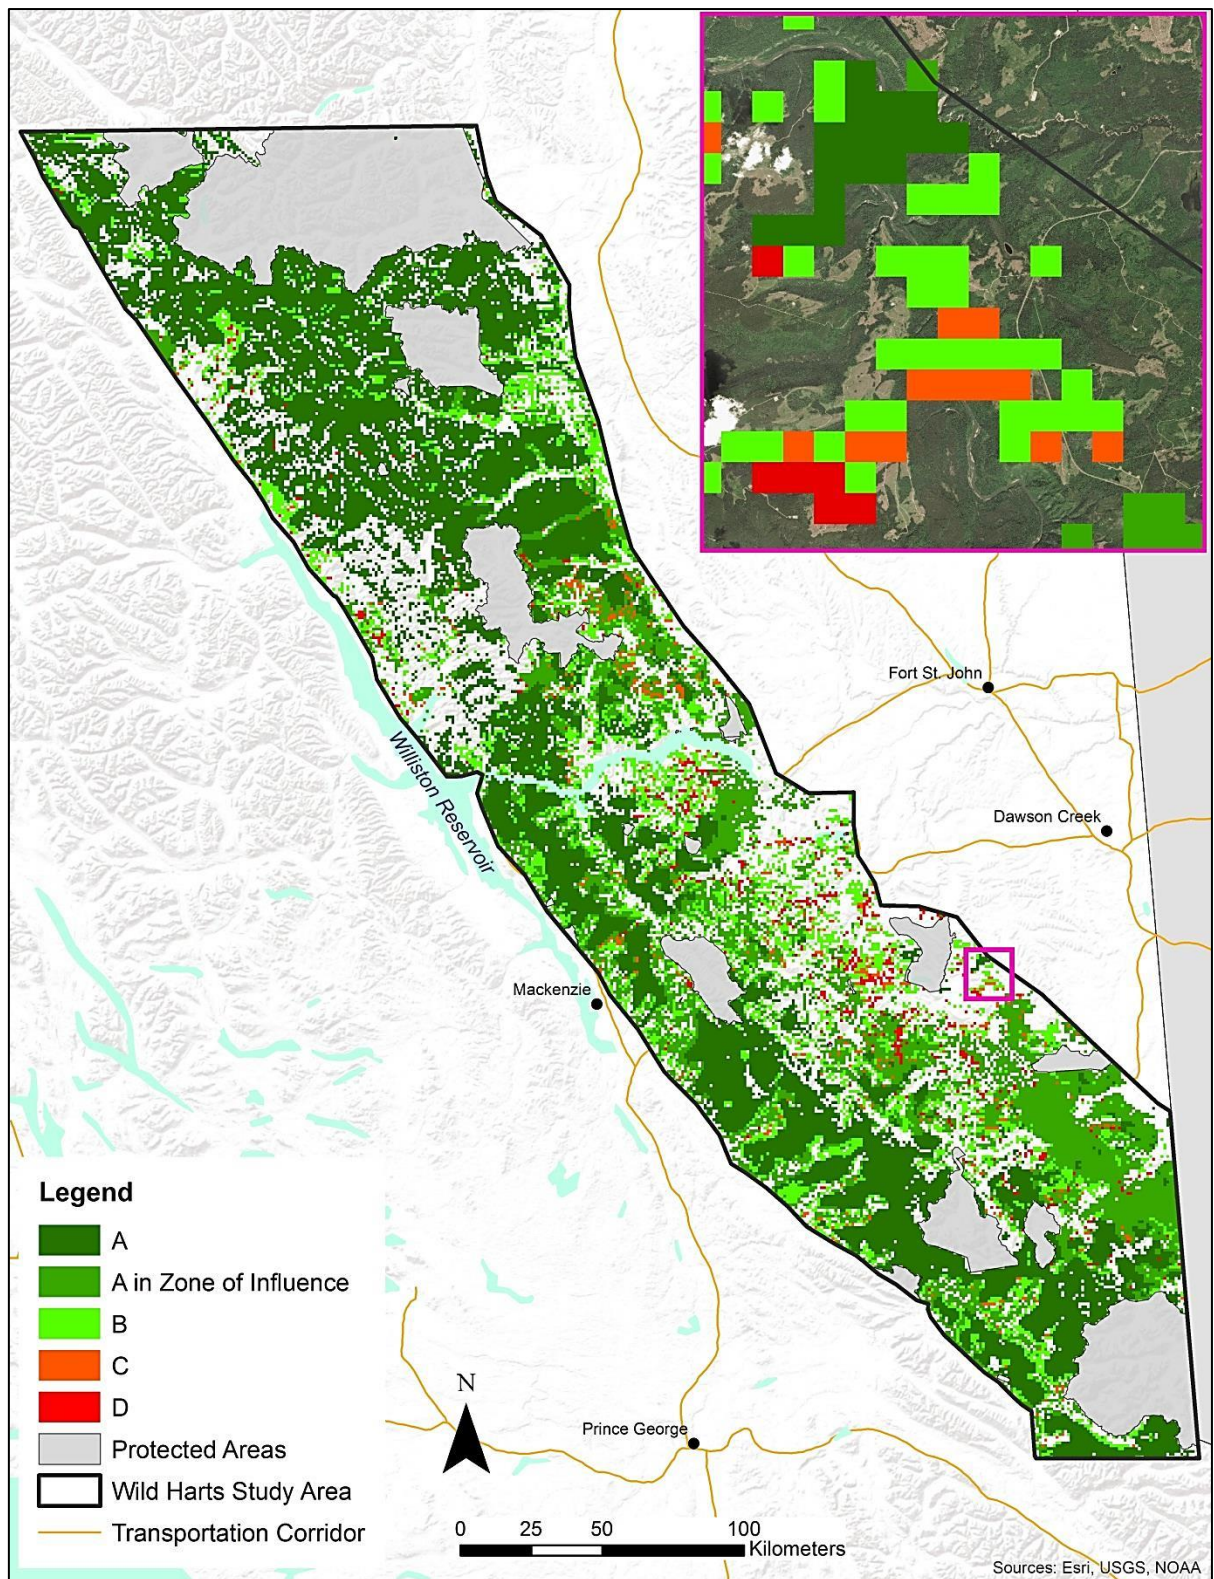 Fort St. John
Dawson Creek
Williston Reservoir
Mackenzie
Legend
A
A in Zone of Influence
B
C
D
Protected Areas
Wild Harts Study Area
Transportation Corridor
N
Prince George
0 25 50 100
Kilometers
Sources: Esri, USGS, NOAA